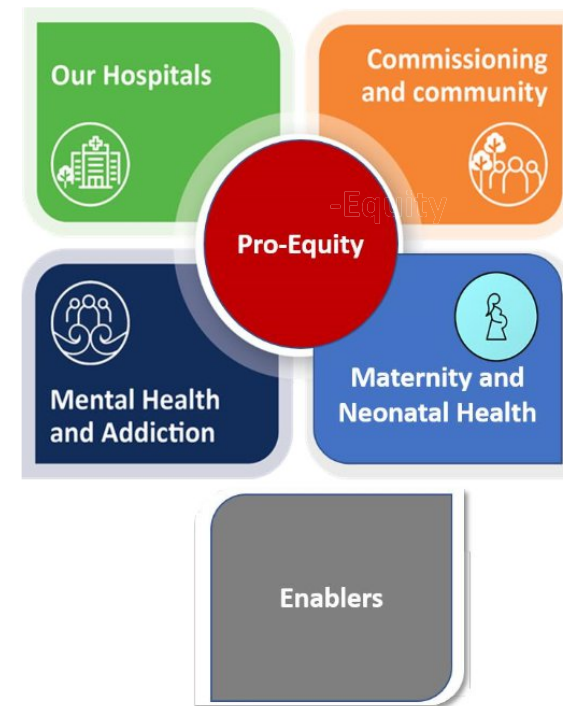 Our Hospitals
Commissioning
and community
-Equity
Pro-Equity
Mental Health
and Addiction
Maternity and
Neonatal Health
Enablers